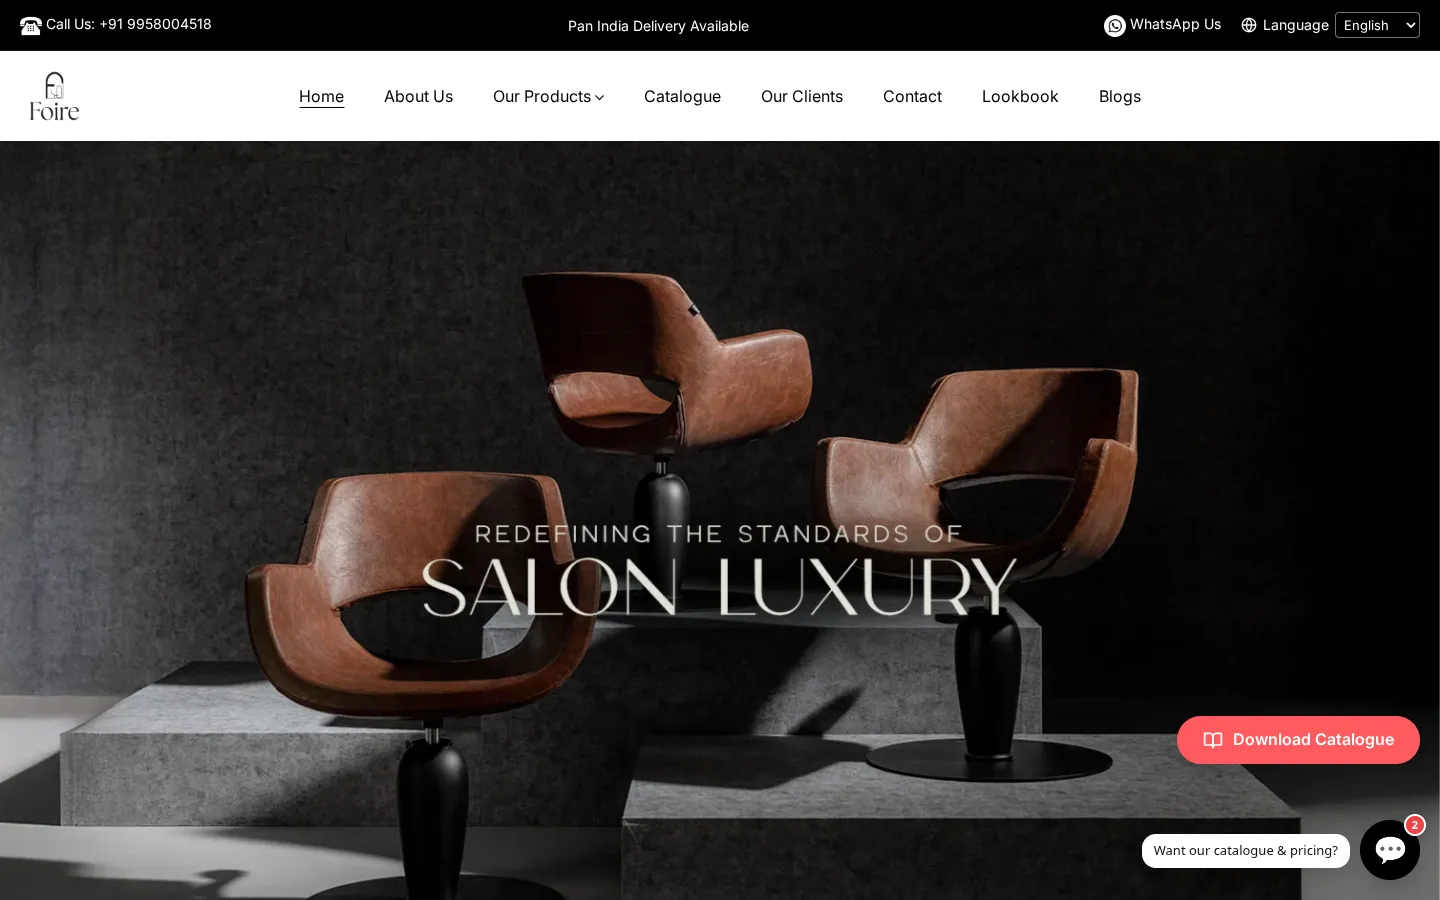 Call Us: +91 9958004518
Pan India Delivery Available
WhatsApp Us
Language
English
Foire
Home
About Us
Our Products
Catalogue
Our Clients
Contact
Lookbook
Blogs
REDEFINING THE STANDARDS OF
SALON LUXURY
Download Catalogue
2
Want our catalogue & pricing?